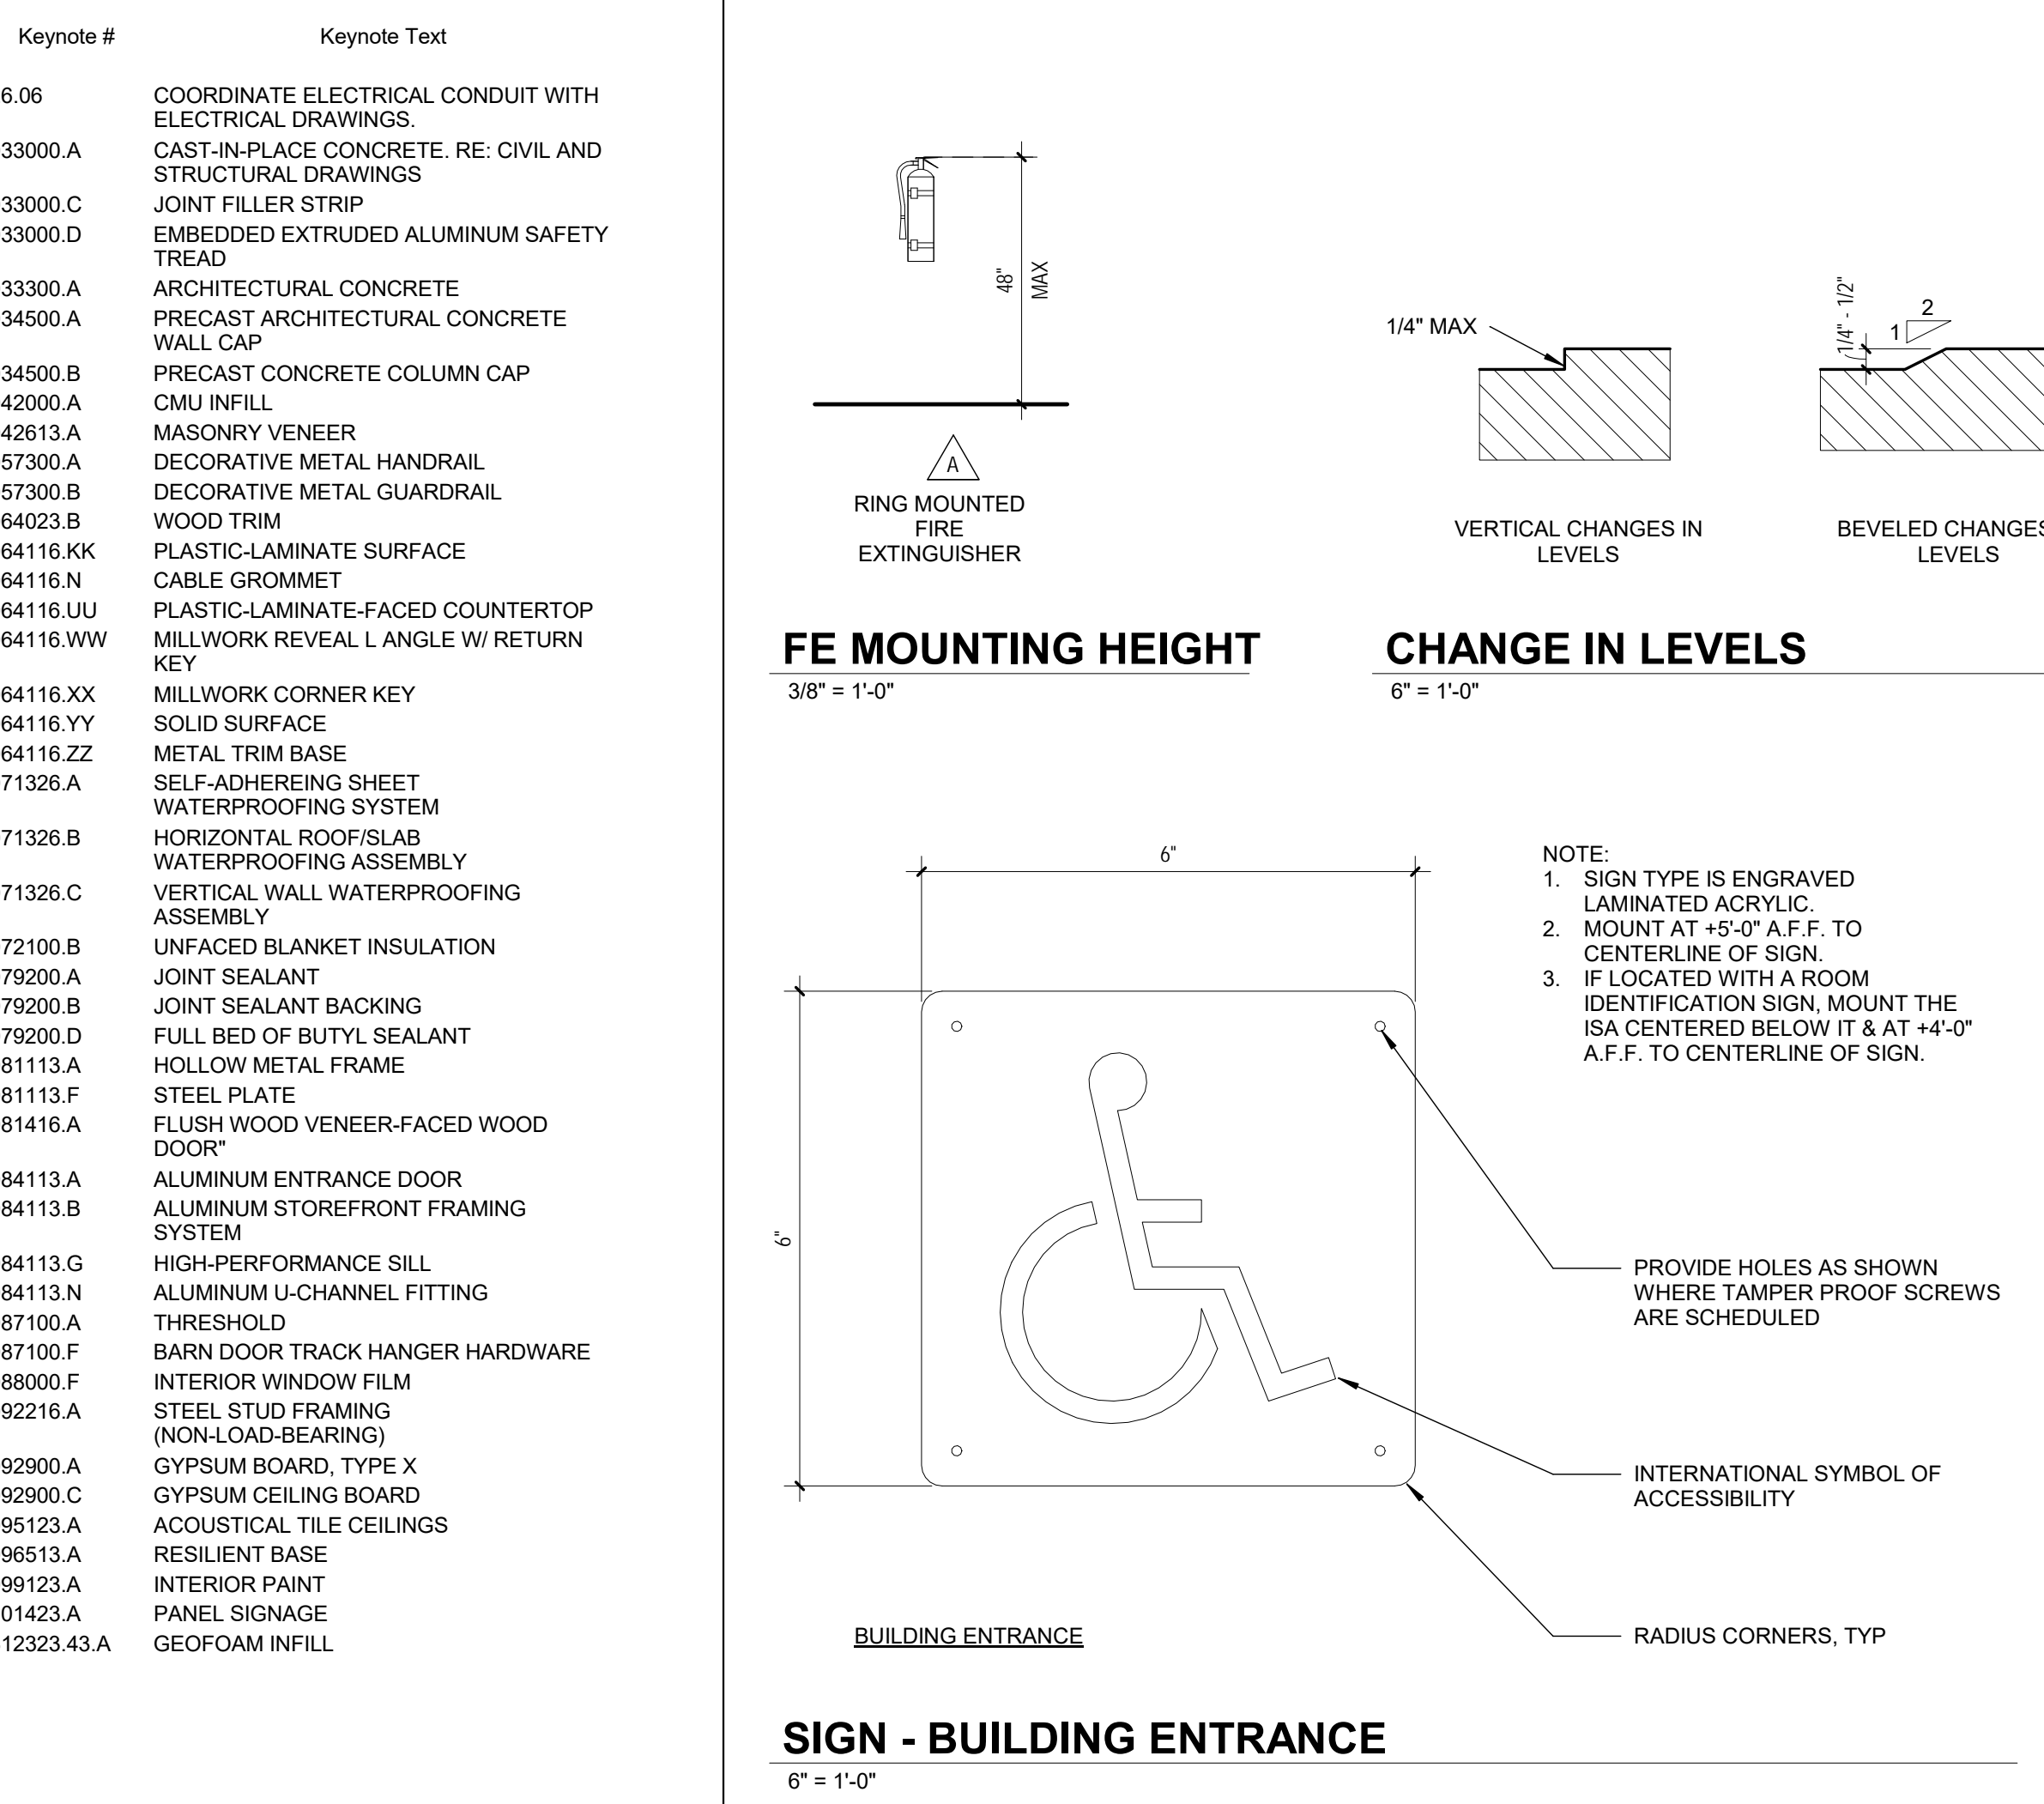 Keynote # Keynote Text
6.06 COORDINATE ELECTRICAL CONDUIT WITH
ELECTRICAL DRAWINGS.
33000.A CAST-IN-PLACE CONCRETE. RE: CIVIL AND
STRUCTURAL DRAWINGS
33000.C JOINT FILLER STRIP
33000.D EMBEDDED EXTRUDED ALUMINUM SAFETY
TREAD
33300.A ARCHITECTURAL CONCRETE
34500.A PRECAST ARCHITECTURAL CONCRETE
WALL CAP
34500.B PRECAST CONCRETE COLUMN CAP
42000.A CMU INFILL
42613.A MASONRY VENEER
57300.A DECORATIVE METAL HANDRAIL
57300.B DECORATIVE METAL GUARDRAIL
64023.B WOOD TRIM
64116.KK PLASTIC-LAMINATE SURFACE
64116.N CABLE GROMMET
64116.UU PLASTIC-LAMINATE-FACED COUNTERTOP
64116.WW MILLWORK REVEAL L ANGLE W/ RETURN
KEY
64116.XX MILLWORK CORNER KEY
64116.YY SOLID SURFACE
64116.ZZ METAL TRIM BASE
71326.A SELF-ADHEREING SHEET
WATERPROOFING SYSTEM
71326.B HORIZONTAL ROOF/SLAB
WATERPROOFING ASSEMBLY
71326.C VERTICAL WALL WATERPROOFING
ASSEMBLY
72100.B UNFACED BLANKET INSULATION
79200.A JOINT SEALANT
79200.B JOINT SEALANT BACKING
79200.D FULL BED OF BUTYL SEALANT
81113.A HOLLOW METAL FRAME
81113.F STEEL PLATE
81416.A FLUSH WOOD VENEER-FACED WOOD
DOOR"
84113.A ALUMINUM ENTRANCE DOOR
84113.B ALUMINUM STOREFRONT FRAMING
SYSTEM
84113.G HIGH-PERFORMANCE SILL
84113.N ALUMINUM U-CHANNEL FITTING
87100.A THRESHOLD
87100.F BARN DOOR TRACK HANGER HARDWARE
88000.F INTERIOR WINDOW FILM
92216.A STEEL STUD FRAMING
(NON-LOAD-BEARING)
92900.A GYPSUM BOARD, TYPE X
92900.C GYPSUM CEILING BOARD
95123.A ACOUSTICAL TILE CEILINGS
96513.A RESILIENT BASE
99123.A INTERIOR PAINT
01423.A PANEL SIGNAGE
12323.43.A GEOFOAM INFILL
48"
MAX
A
RING MOUNTED
FIRE
EXTINGUISHER
FE MOUNTING HEIGHT
3/8" = 1'-0"
1/4" MAX
VERTICAL CHANGES IN
LEVELS
1/4" - 1/2"
1
2
BEVELED CHANGES
LEVELS
CHANGE IN LEVELS
6" = 1'-0"
6"
6"
NOTE:
1. SIGN TYPE IS ENGRAVED
LAMINATED ACRYLIC.
2. MOUNT AT +5'-0" A.F.F. TO
CENTERLINE OF SIGN.
3. IF LOCATED WITH A ROOM
IDENTIFICATION SIGN, MOUNT THE
ISA CENTERED BELOW IT & AT +4'-0"
A.F.F. TO CENTERLINE OF SIGN.
PROVIDE HOLES AS SHOWN
WHERE TAMPER PROOF SCREWS
ARE SCHEDULED
INTERNATIONAL SYMBOL OF
ACCESSIBILITY
RADIUS CORNERS, TYP
BUILDING ENTRANCE
SIGN - BUILDING ENTRANCE
6" = 1'-0"